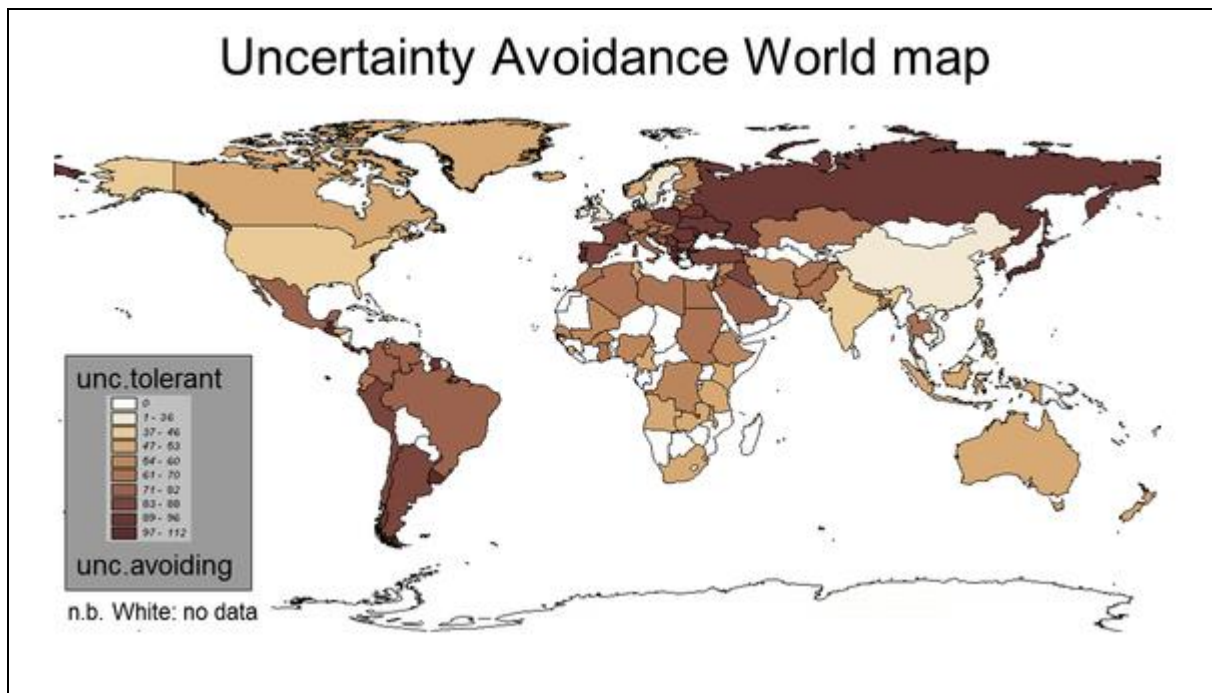 Uncertainty Avoidance World map
unc.tolerant
0
1 - 36
37 - 46
47 - 53
54 - 60
61 - 70
71 - 82
83 - 88
89 - 96
97 - 112
unc.avoiding
n.b. White: no data